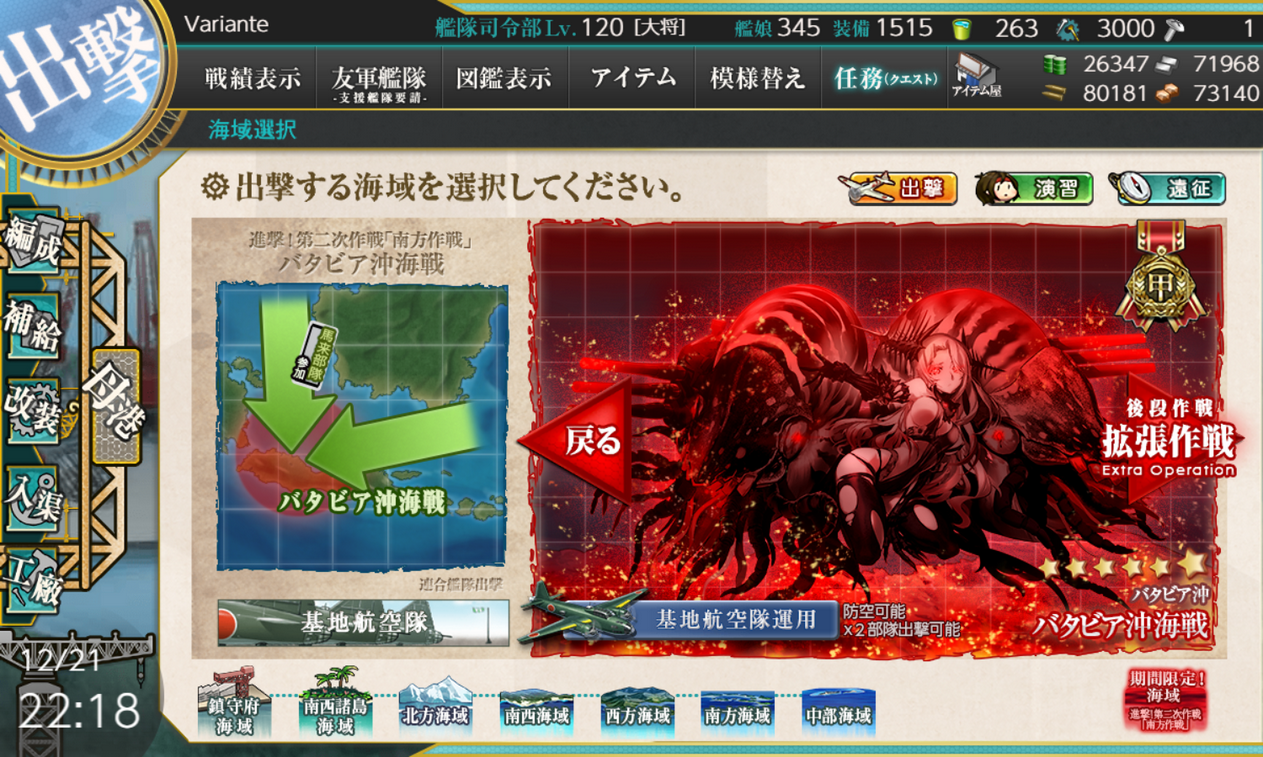 出撃
Variante
艦隊司令部Lv.120 [大将]
艦娘345 装備1515
263
3000
1
戦績表示
友軍艦隊
-支援艦隊要請-
図鑑表示
アイテム
模様替え
任務(クエスト)
アイテム屋
26347
71968
80181
73140
海域選択
出撃する海域を選択してください。
出撃
演習
遠征
編成
補給
改装
入渠
工廠
母港
進撃!第二次作戦「南方作戦」
バタビア沖海戦
馬来部隊
参加
バタビア沖海戦
連合艦隊出撃
基地航空隊
甲
戻る
後段作戦
拡張作戦
Extra Operation
バタビア沖
バタビア沖海戦
基地航空隊運用
防空可能
X2部隊出撃可能
12/21
22:18
鎮守府
海域
南西諸島
海域
北方海域
南西海域
西方海域
南方海域
中部海域
期間限定!
海域
進撃!第二次作戦
「南方作戦」